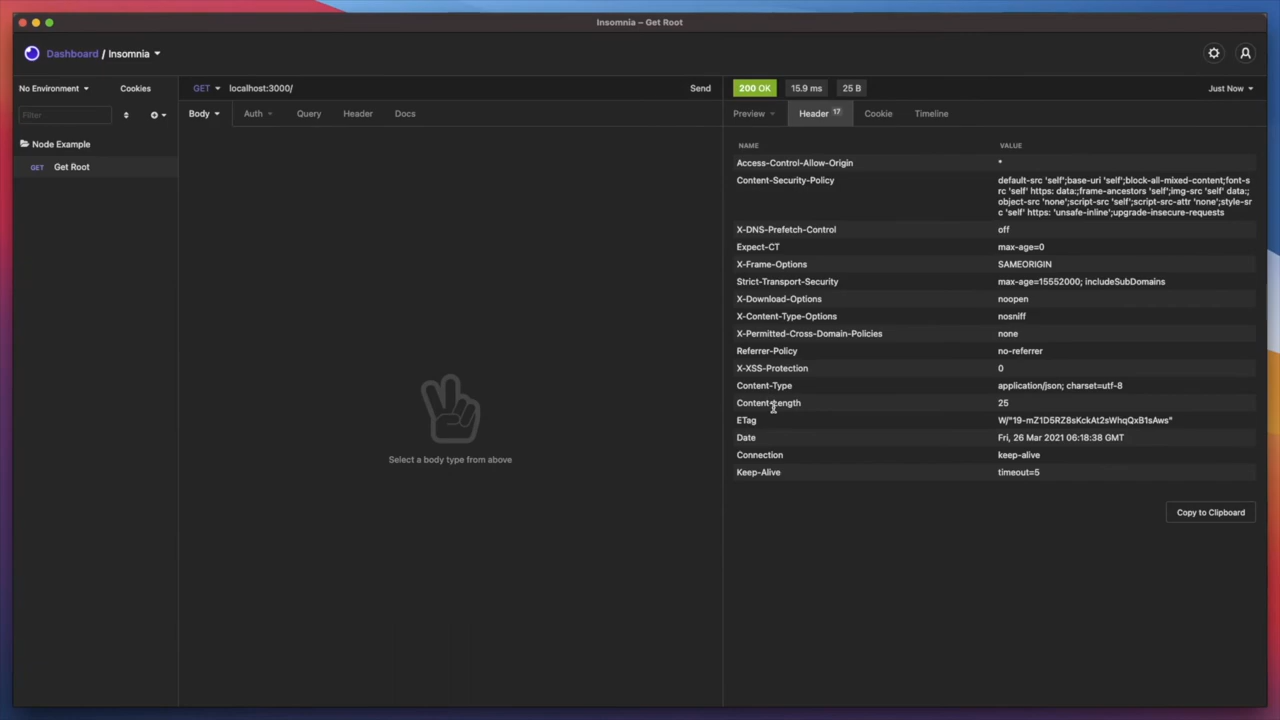 Insomnia – Get Root
Dashboard / Insomnia
No Environment
Cookies
GET
localhost:3000/
Send
200 OK
15.9 ms
25 B
Just Now
Filter
Body
Auth
Query
Header
Docs
Preview
Header 17
Cookie
Timeline
Node Example
GET Get Root
NAME VALUE
Access-Control-Allow-Origin *
Content-Security-Policy default-src 'self';base-uri 'self';block-all-mixed-content;font-s
rc 'self' https: data:;frame-ancestors 'self';img-src 'self' data:;
object-src 'none';script-src 'self';script-src-attr 'none';style-sr
c 'self' https: 'unsafe-inline';upgrade-insecure-requests
X-DNS-Prefetch-Control off
Expect-CT max-age=0
X-Frame-Options SAMEORIGIN
Strict-Transport-Security max-age=15552000; includeSubDomains
X-Download-Options noopen
X-Content-Type-Options nosniff
X-Permitted-Cross-Domain-Policies none
Referrer-Policy no-referrer
X-XSS-Protection 0
Content-Type application/json; charset=utf-8
Content-Length 25
ETag W/"19-mZ1D5RZ8sKckAt2sWhqQxB1sAws"
Date Fri, 26 Mar 2021 06:18:38 GMT
Connection keep-alive
Keep-Alive timeout=5
Select a body type from above
Copy to Clipboard